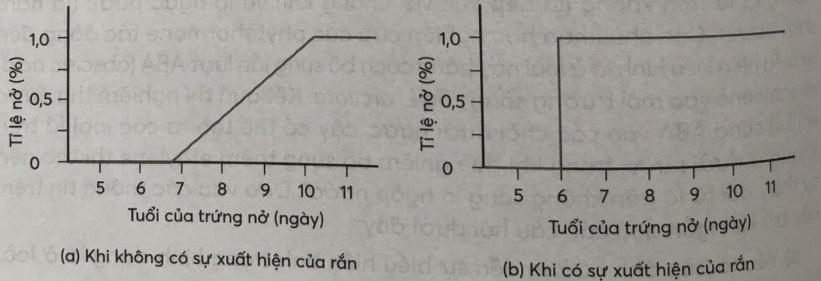 Tỉ lệ nở (%)
1,0
0,5
0
5 6 7 8 9 10 11
Tuổi của trứng nở (ngày)
(a) Khi không có sự xuất hiện của rắn
Tỉ lệ nở (%)
1,0
0,5
0
5 6 7 8 9 10 11
Tuổi của trứng nở (ngày)
(b) Khi có sự xuất hiện của rắn